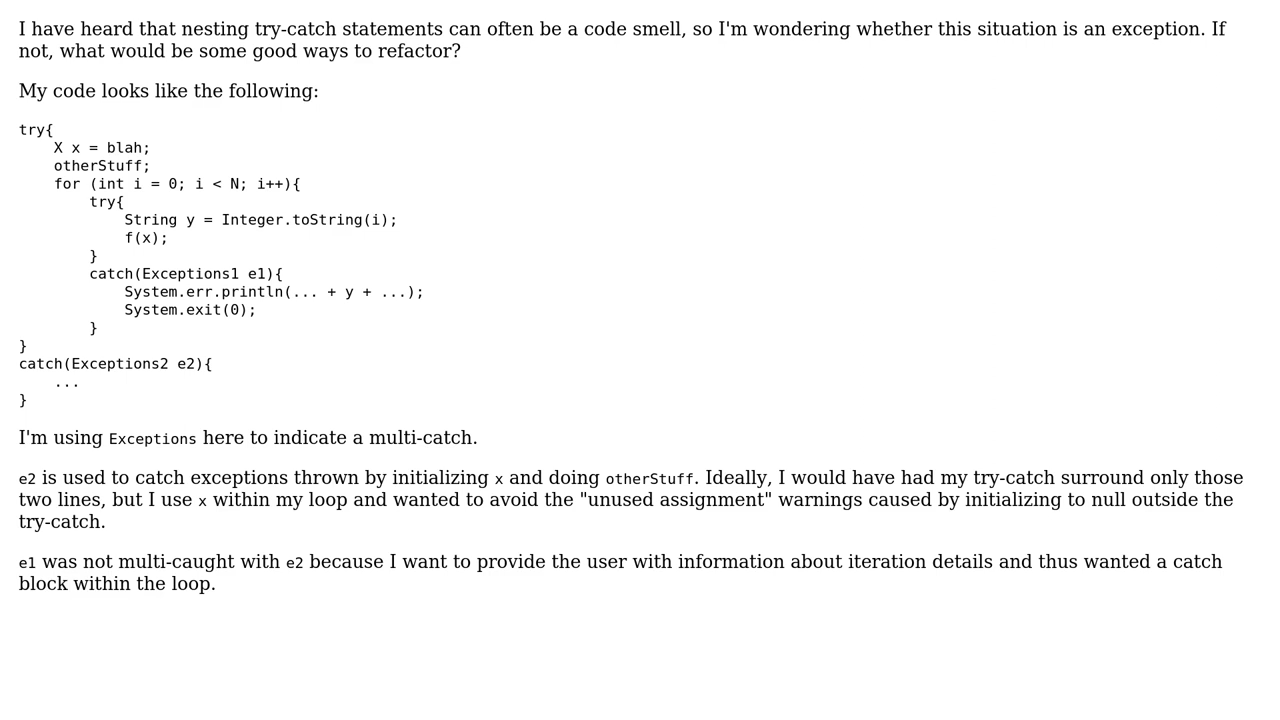 I have heard that nesting try-catch statements can often be a code smell, so I'm wondering whether this situation is an exception. If
not, what would be some good ways to refactor?
My code looks like the following:
try{
    X x = blah;
    otherStuff;
    for (int i = 0; i < N; i++){
        try{
            String y = Integer.toString(i);
            f(x);
        }
        catch(Exceptions1 e1){
            System.err.println(... + y + ...);
            System.exit(0);
        }
}
catch(Exceptions2 e2){
    ...
}
I'm using Exceptions here to indicate a multi-catch.
e2 is used to catch exceptions thrown by initializing x and doing otherStuff. Ideally, I would have had my try-catch surround only those
two lines, but I use x within my loop and wanted to avoid the "unused assignment" warnings caused by initializing to null outside the
try-catch.
e1 was not multi-caught with e2 because I want to provide the user with information about iteration details and thus wanted a catch
block within the loop.